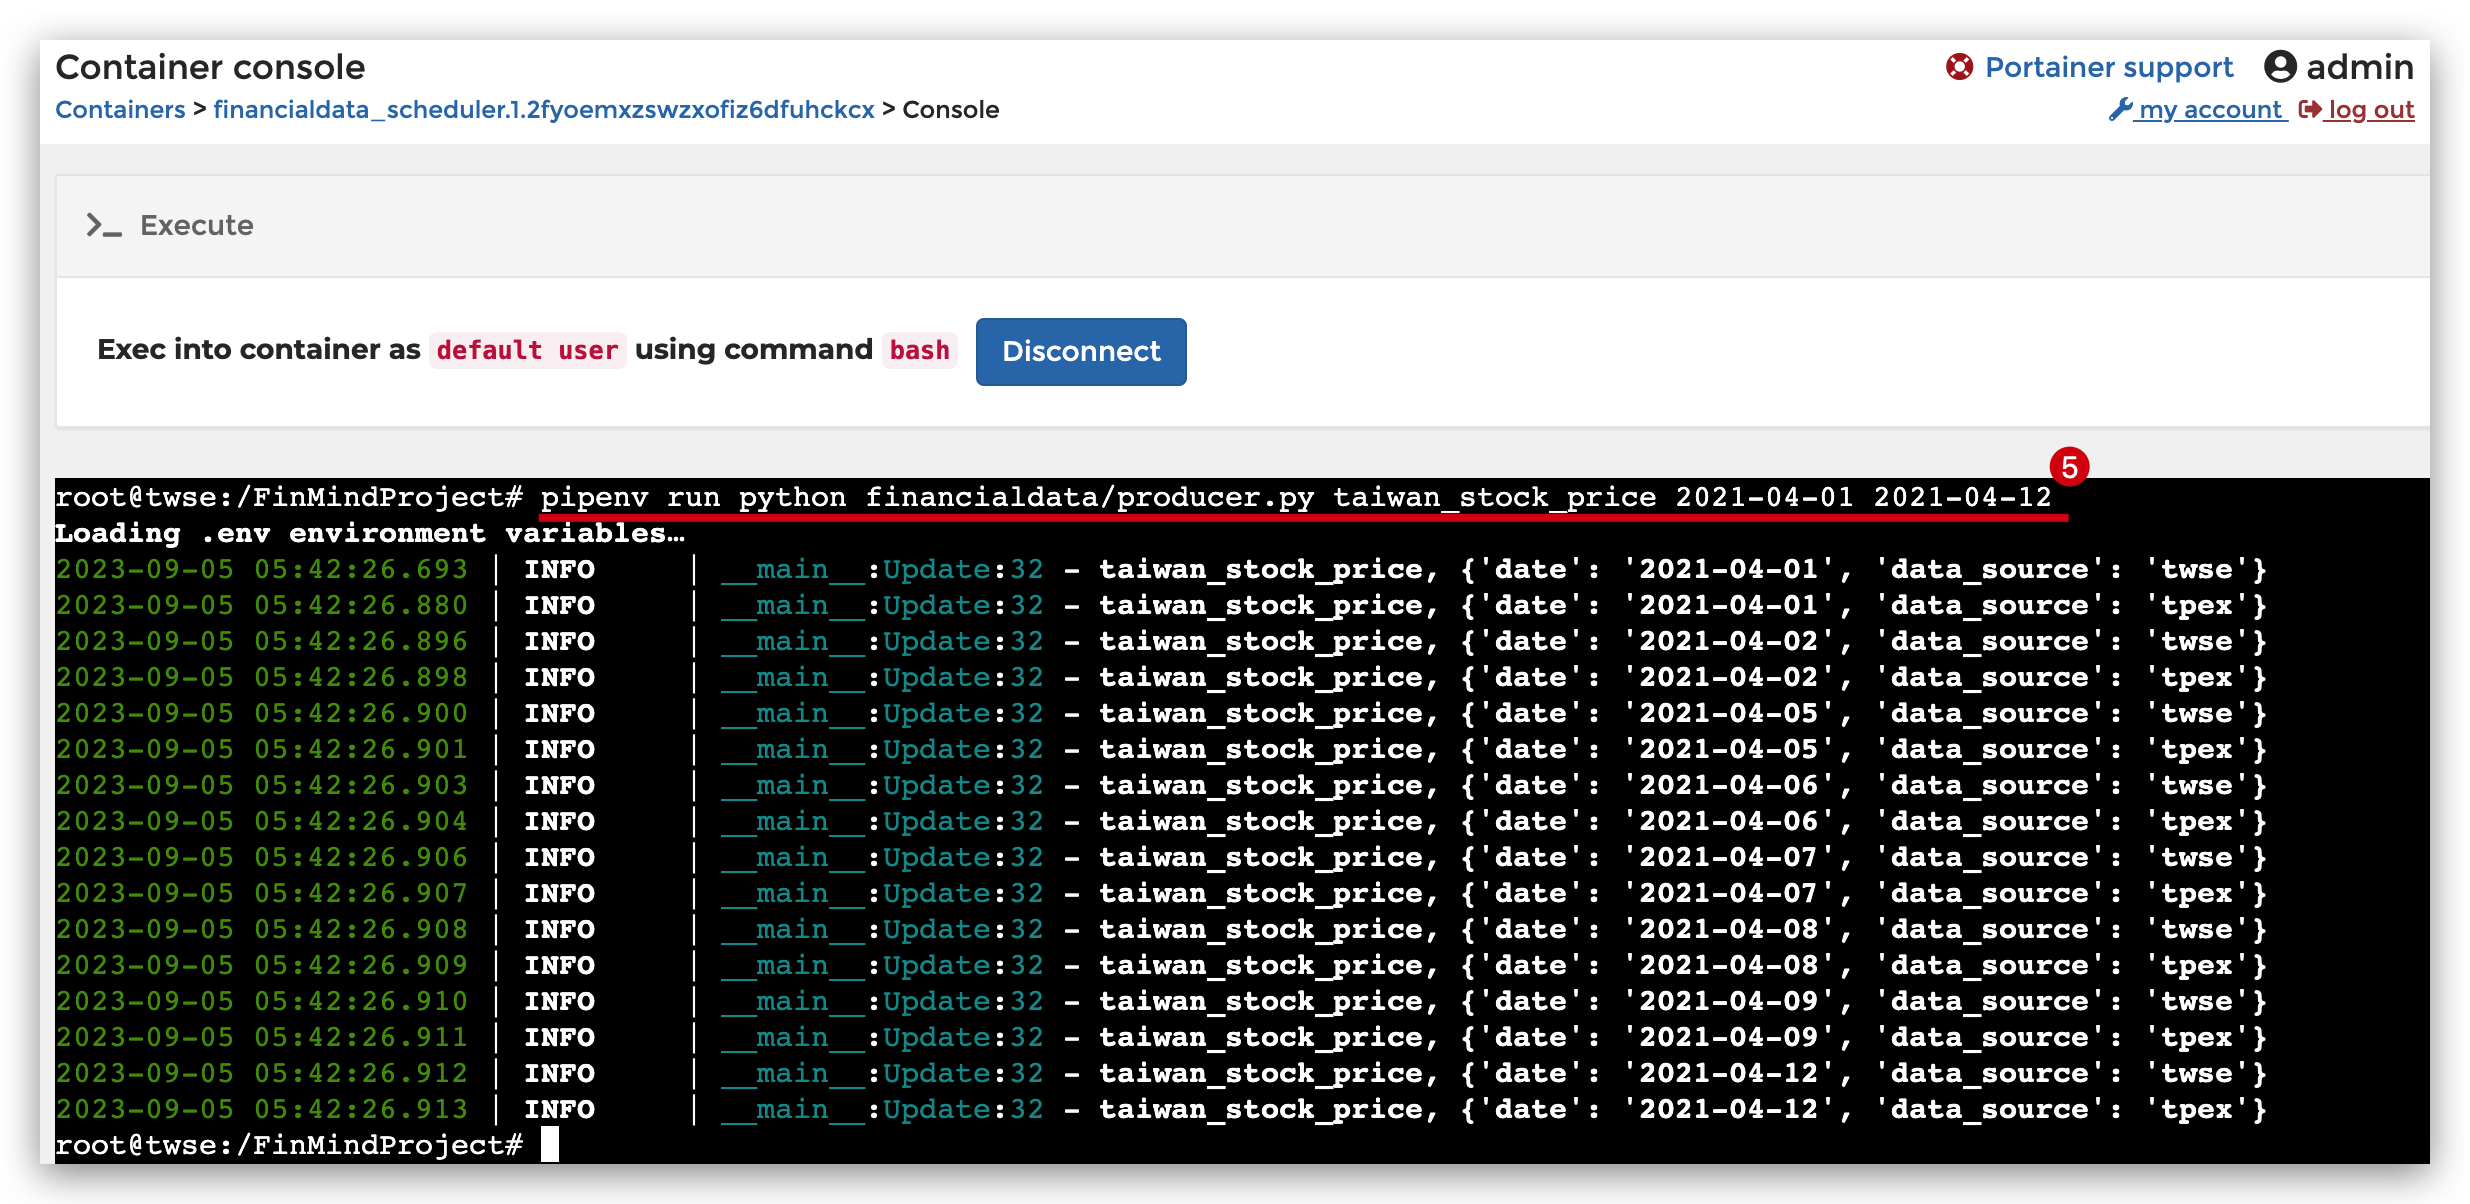 Container console
Portainer support admin
Containers > financialdata_scheduler.1.2fyoemxzswzxofiz6dfuhckcx > Console
my account log out
>_ Execute
Exec into container as default user using command bash Disconnect
5
root@twse:/FinMindProject# pipenv run python financialdata/producer.py taiwan_stock_price 2021-04-01 2021-04-12
Loading .env environment variables…
2023-09-05 05:42:26.693 | INFO     | __main__:Update:32 - taiwan_stock_price, {'date': '2021-04-01', 'data_source': 'twse'}
2023-09-05 05:42:26.880 | INFO     | __main__:Update:32 - taiwan_stock_price, {'date': '2021-04-01', 'data_source': 'tpex'}
2023-09-05 05:42:26.896 | INFO     | __main__:Update:32 - taiwan_stock_price, {'date': '2021-04-02', 'data_source': 'twse'}
2023-09-05 05:42:26.898 | INFO     | __main__:Update:32 - taiwan_stock_price, {'date': '2021-04-02', 'data_source': 'tpex'}
2023-09-05 05:42:26.900 | INFO     | __main__:Update:32 - taiwan_stock_price, {'date': '2021-04-05', 'data_source': 'twse'}
2023-09-05 05:42:26.901 | INFO     | __main__:Update:32 - taiwan_stock_price, {'date': '2021-04-05', 'data_source': 'tpex'}
2023-09-05 05:42:26.903 | INFO     | __main__:Update:32 - taiwan_stock_price, {'date': '2021-04-06', 'data_source': 'twse'}
2023-09-05 05:42:26.904 | INFO     | __main__:Update:32 - taiwan_stock_price, {'date': '2021-04-06', 'data_source': 'tpex'}
2023-09-05 05:42:26.906 | INFO     | __main__:Update:32 - taiwan_stock_price, {'date': '2021-04-07', 'data_source': 'twse'}
2023-09-05 05:42:26.907 | INFO     | __main__:Update:32 - taiwan_stock_price, {'date': '2021-04-07', 'data_source': 'tpex'}
2023-09-05 05:42:26.908 | INFO     | __main__:Update:32 - taiwan_stock_price, {'date': '2021-04-08', 'data_source': 'twse'}
2023-09-05 05:42:26.909 | INFO     | __main__:Update:32 - taiwan_stock_price, {'date': '2021-04-08', 'data_source': 'tpex'}
2023-09-05 05:42:26.910 | INFO     | __main__:Update:32 - taiwan_stock_price, {'date': '2021-04-09', 'data_source': 'twse'}
2023-09-05 05:42:26.911 | INFO     | __main__:Update:32 - taiwan_stock_price, {'date': '2021-04-09', 'data_source': 'tpex'}
2023-09-05 05:42:26.912 | INFO     | __main__:Update:32 - taiwan_stock_price, {'date': '2021-04-12', 'data_source': 'twse'}
2023-09-05 05:42:26.913 | INFO     | __main__:Update:32 - taiwan_stock_price, {'date': '2021-04-12', 'data_source': 'tpex'}
root@twse:/FinMindProject#